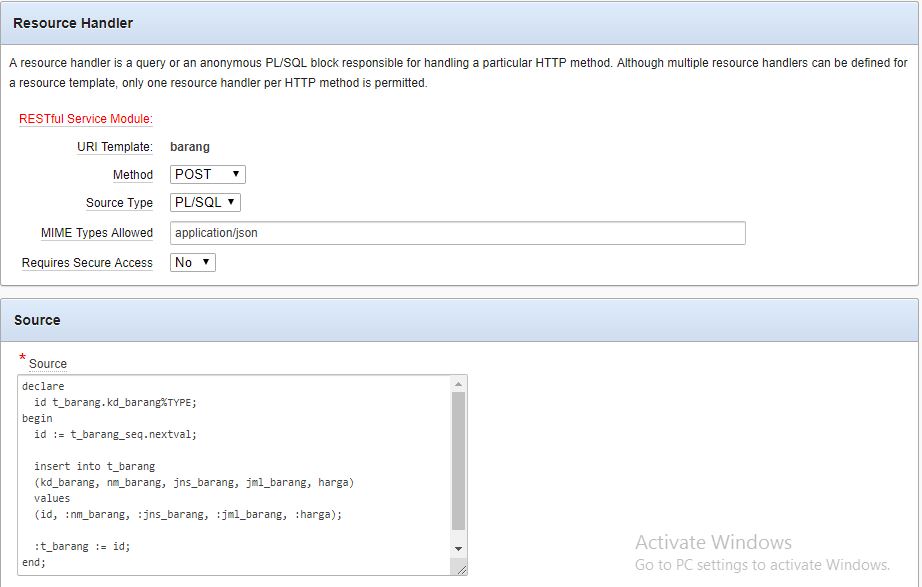 Resource Handler
A resource handler is a query or an anonymous PL/SQL block responsible for handling a particular HTTP method. Although multiple resource handlers can be defined for
a resource template, only one resource handler per HTTP method is permitted.
RESTful Service Module:
URI Template: barang
Method POST
Source Type PL/SQL
MIME Types Allowed application/json
Requires Secure Access No
Source
* Source
declare
  id t_barang.kd_barang%TYPE;
begin
  id := t_barang_seq.nextval;
  insert into t_barang
  (kd_barang, nm_barang, jns_barang, jml_barang, harga)
  values
  (id, :nm_barang, :jns_barang, :jml_barang, :harga);
  :t_barang := id;
end;
Activate Windows
Go to PC settings to activate Windows.